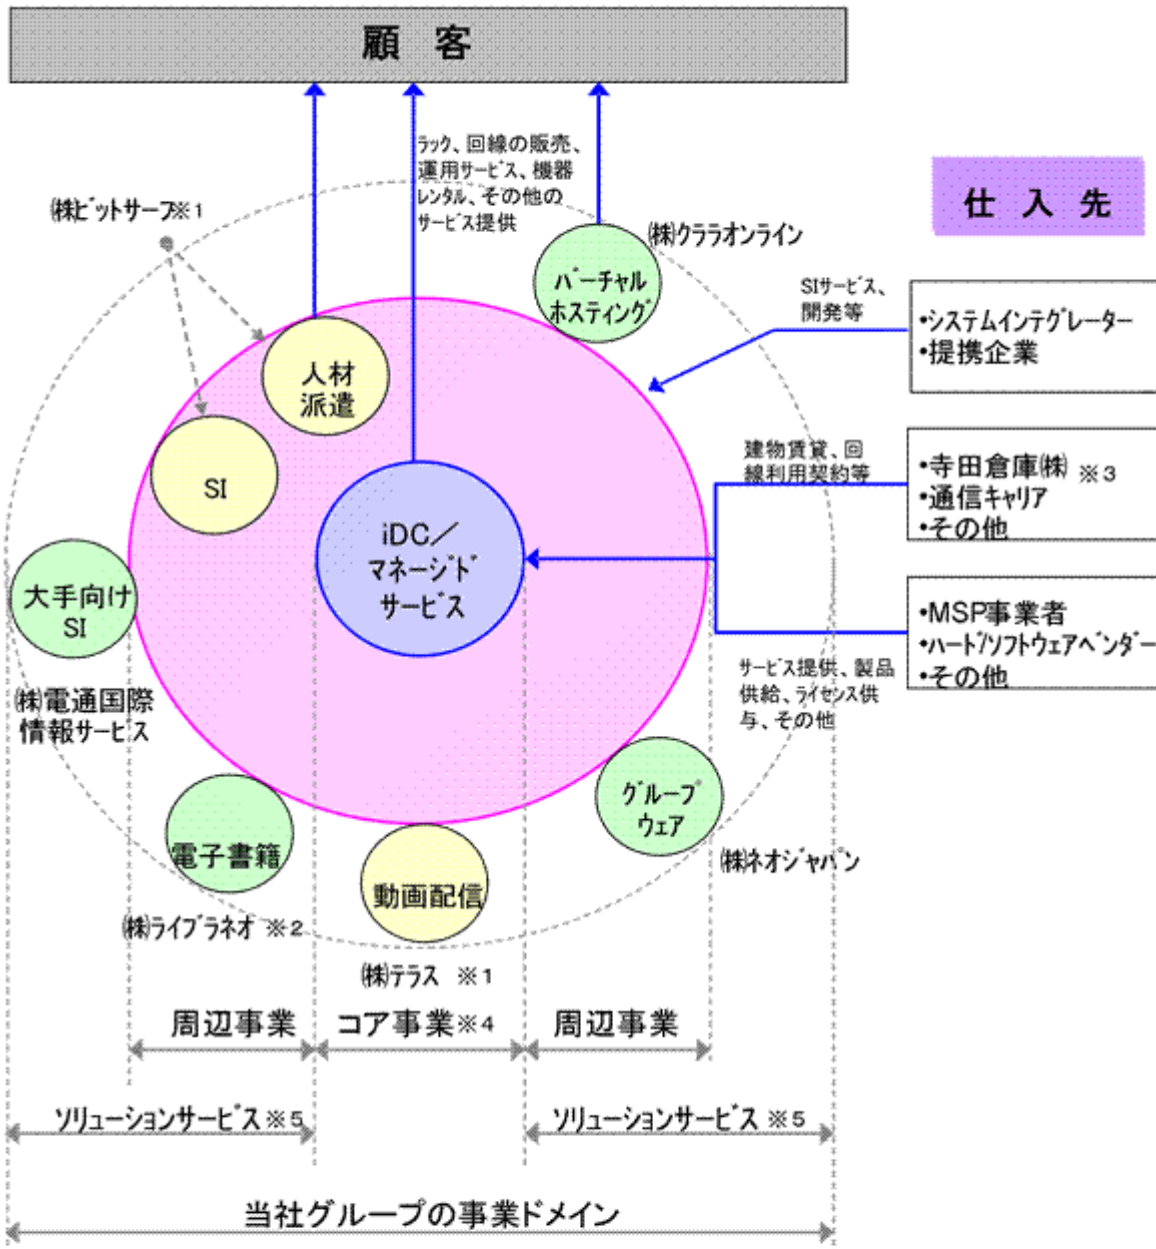 顧 客
ラック、回線の販売、
運用サービス、機器
レンタル、その他の
サービス提供
仕 入 先
㈱ビットサーフ※1
㈱クララオンライン
バーチャル
ホスティング
SIサービス、
開発等
•システムインテグレーター
•提携企業
人材
派遣
SI
建物賃貸、回
線利用契約等
•寺田倉庫㈱ ※3
•通信キャリア
•その他
iDC／
マネージド
サービス
大手向け
SI
•MSP事業者
•ハード/ソフトウェアベンダー
•その他
サービス提供、製品
供給、ライセンス供
与、その他
㈱電通国際
情報サービス
グループ
ウェア
電子書籍
㈱ネオジャパン
動画配信
㈱ライブラネオ ※2
㈱テラス ※1
周辺事業
コア事業※4
周辺事業
ソリューションサービス※5
ソリューションサービス※5
当社グループの事業ドメイン